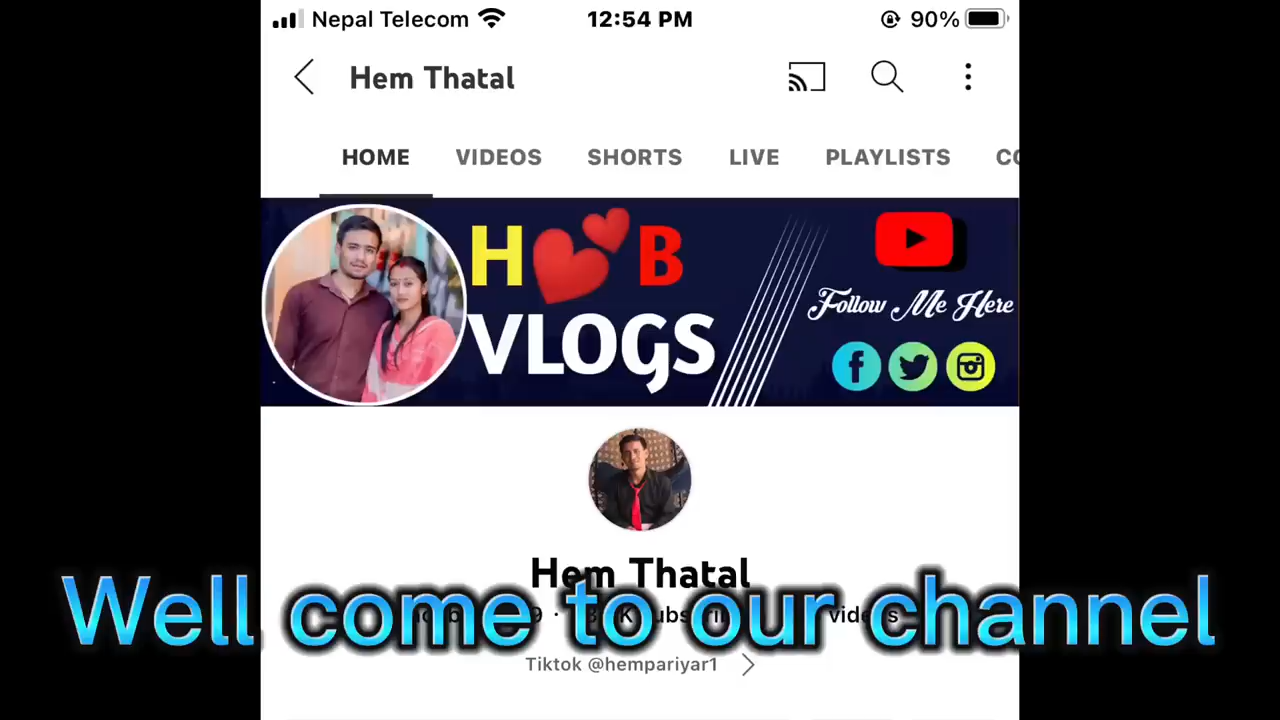 Nepal Telecom 12:54 PM 90%
Hem Thatal
HOME VIDEOS SHORTS LIVE PLAYLISTS
H B
VLOGS
Follow Me Here
Hem Thatal
Well come to our channel
videos
Tiktok @hempariyar1